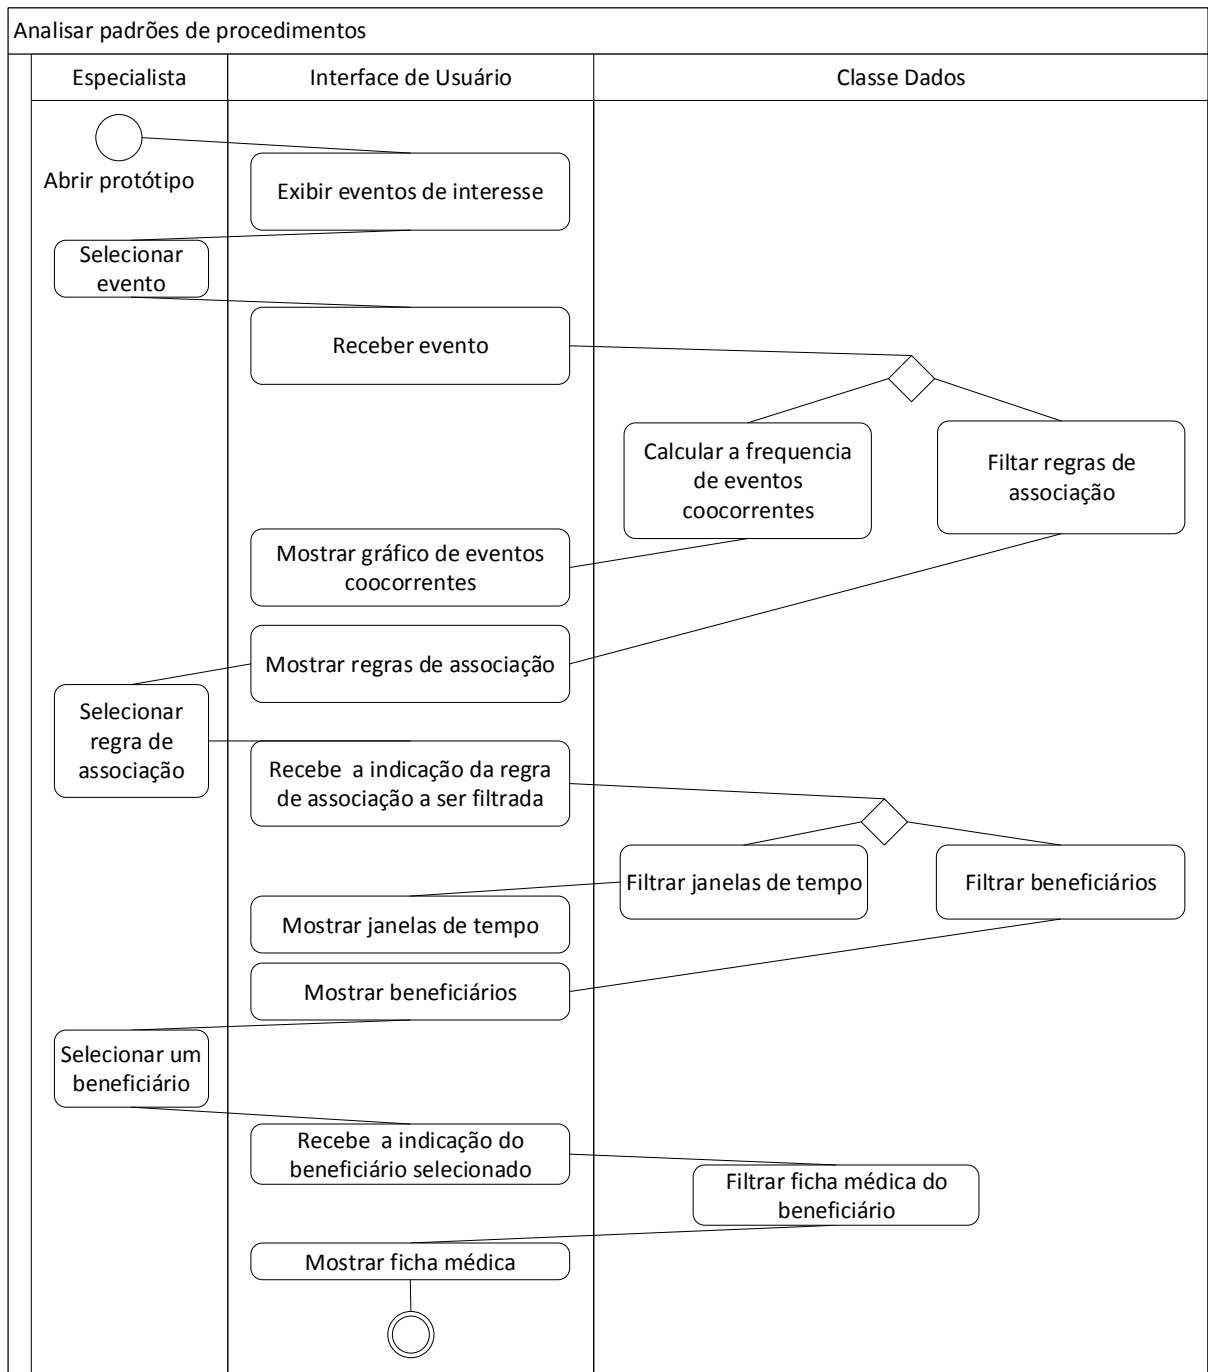 Analisar padrões de procedimentos
Especialista
Interface de Usuário
Classe Dados
Abrir protótipo
Exibir eventos de interesse
Selecionar
evento
Receber evento
Calcular a frequencia
de eventos
coocorrentes
Filtar regras de
associação
Mostrar gráfico de eventos
coocorrentes
Mostrar regras de associação
Selecionar
regra de
associação
Recebe  a indicação da regra
de associação a ser filtrada
Filtrar janelas de tempo
Filtrar beneficiários
Mostrar janelas de tempo
Mostrar beneficiários
Selecionar um
beneficiário
Recebe  a indicação do
beneficiário selecionado
Filtrar ficha médica do
beneficiário
Mostrar ficha médica